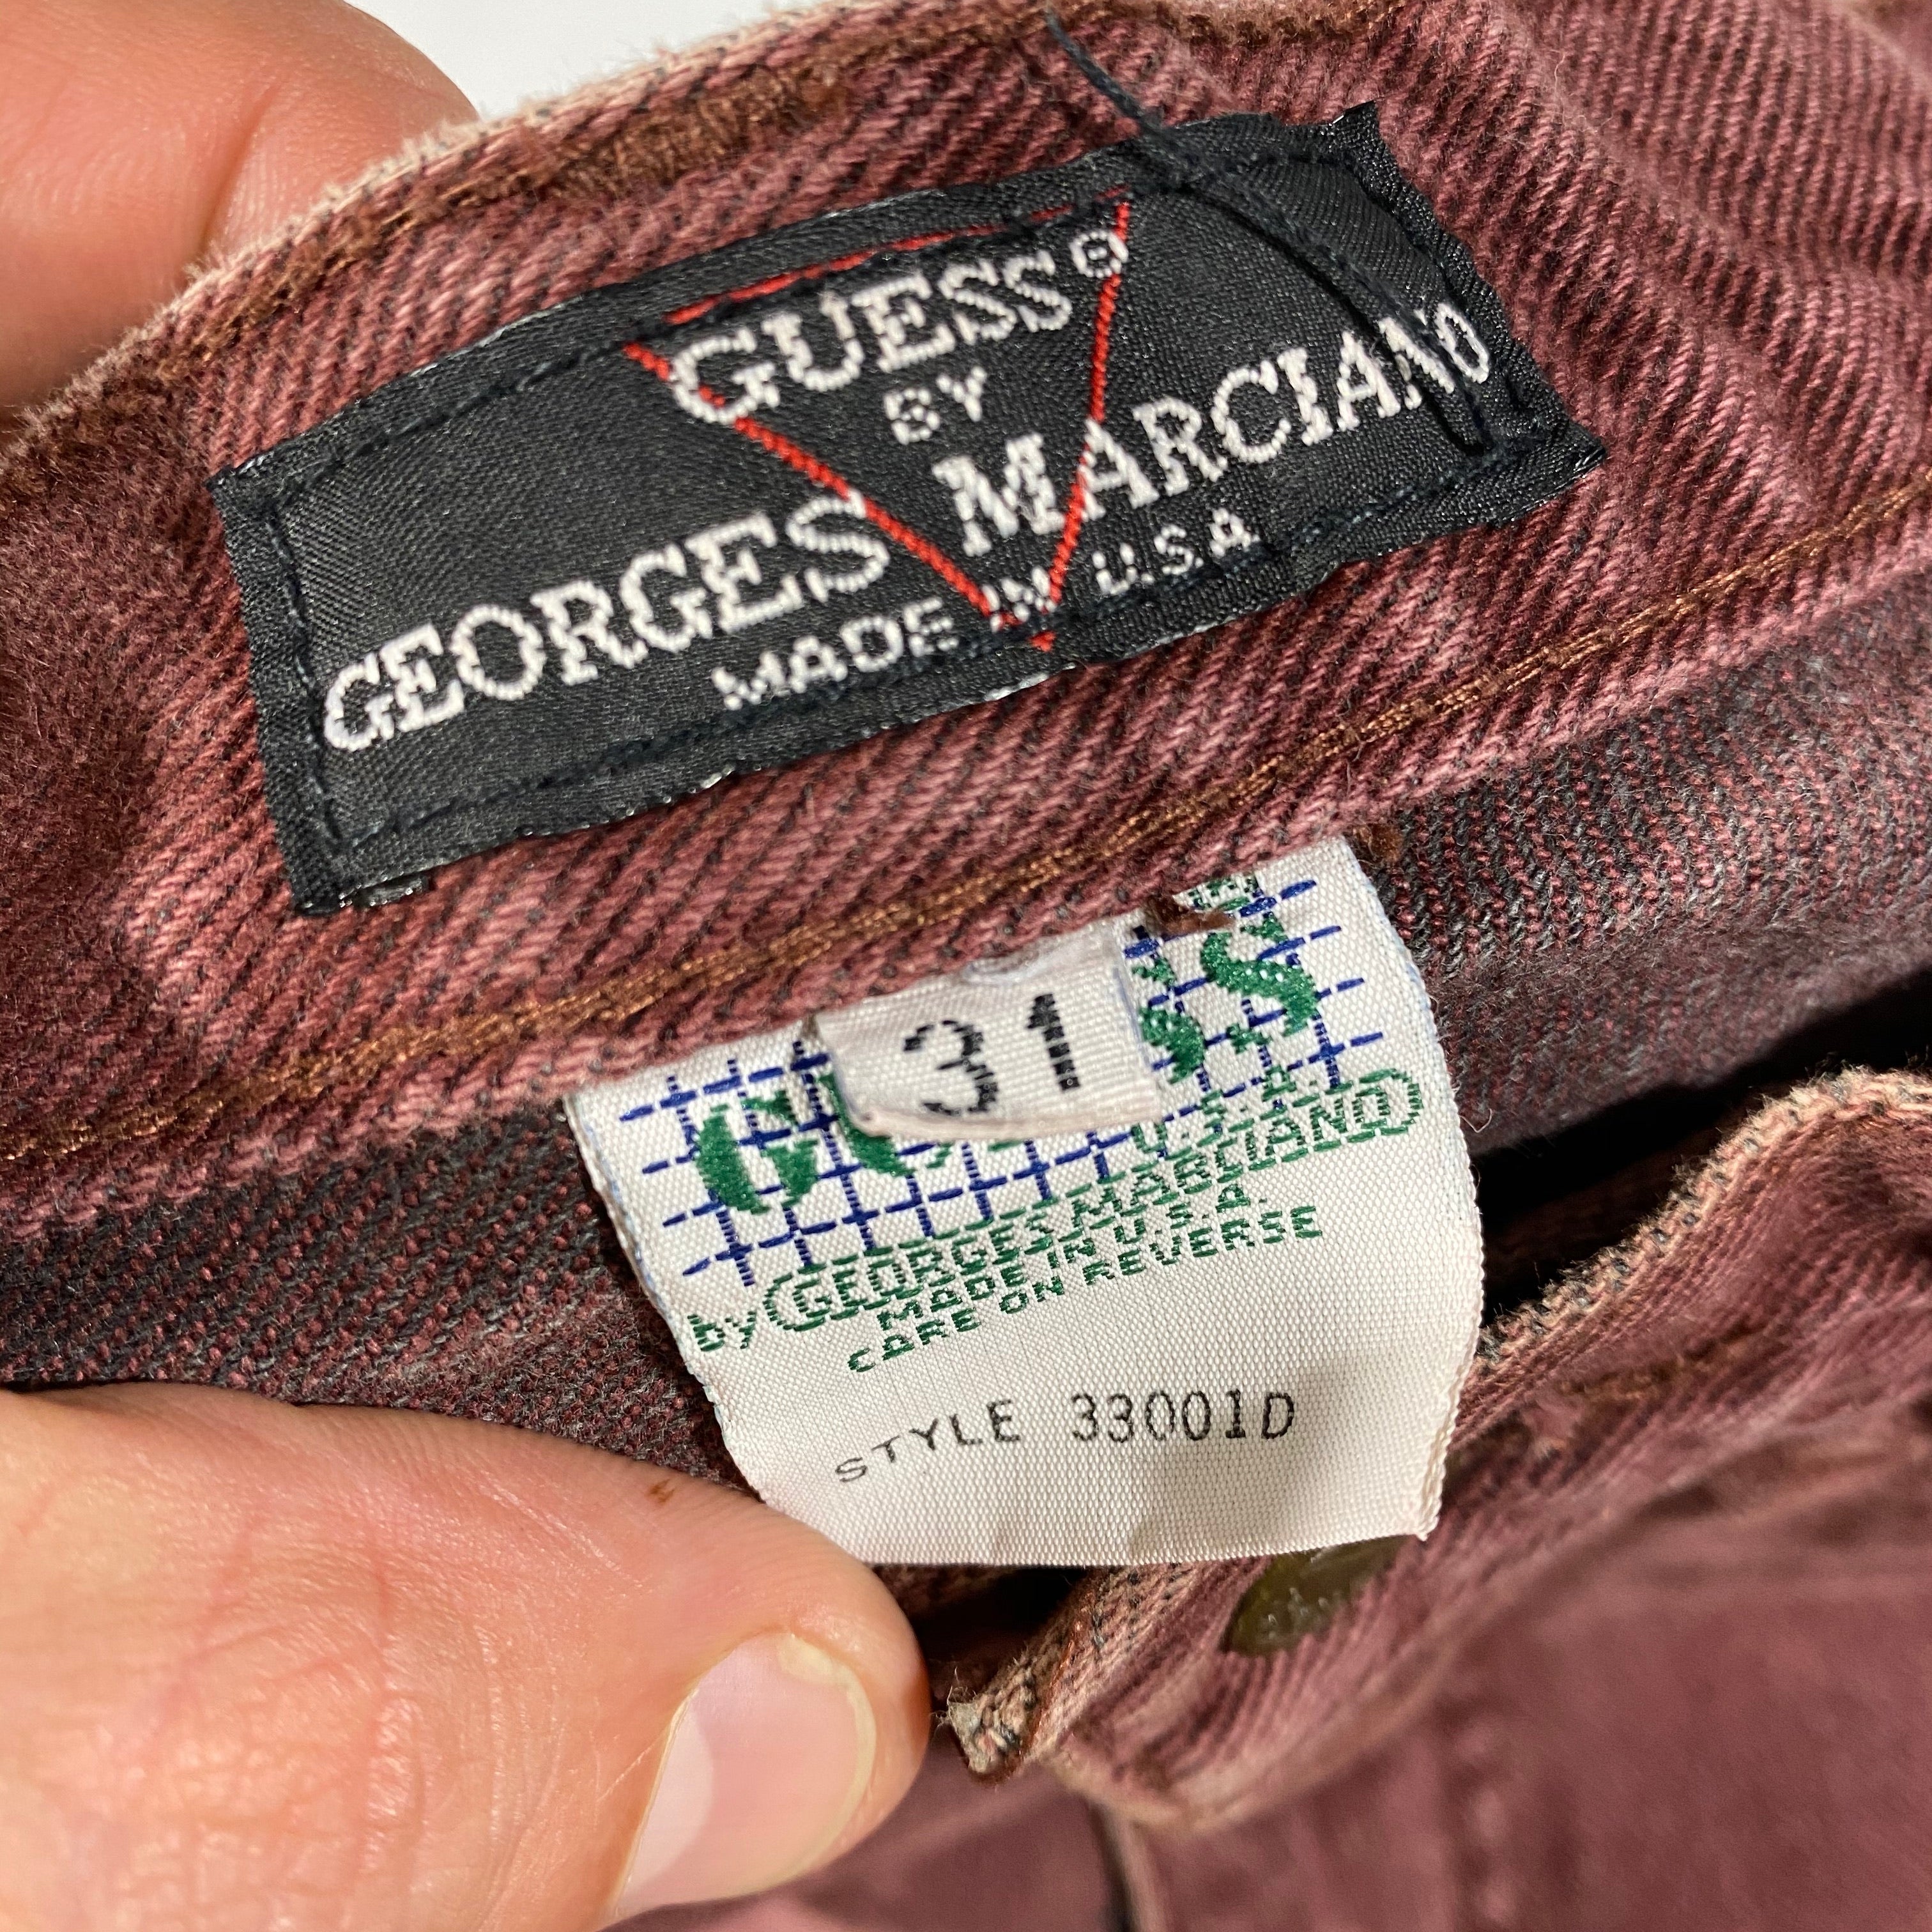 GUESS®
BY
GEORGES MARCIANO
MADE IN U.S.A
31
U.S.A.
by GEORGES MARCIANO
MADE IN U.S.A.
CARE ON REVERSE
STYLE 33001D